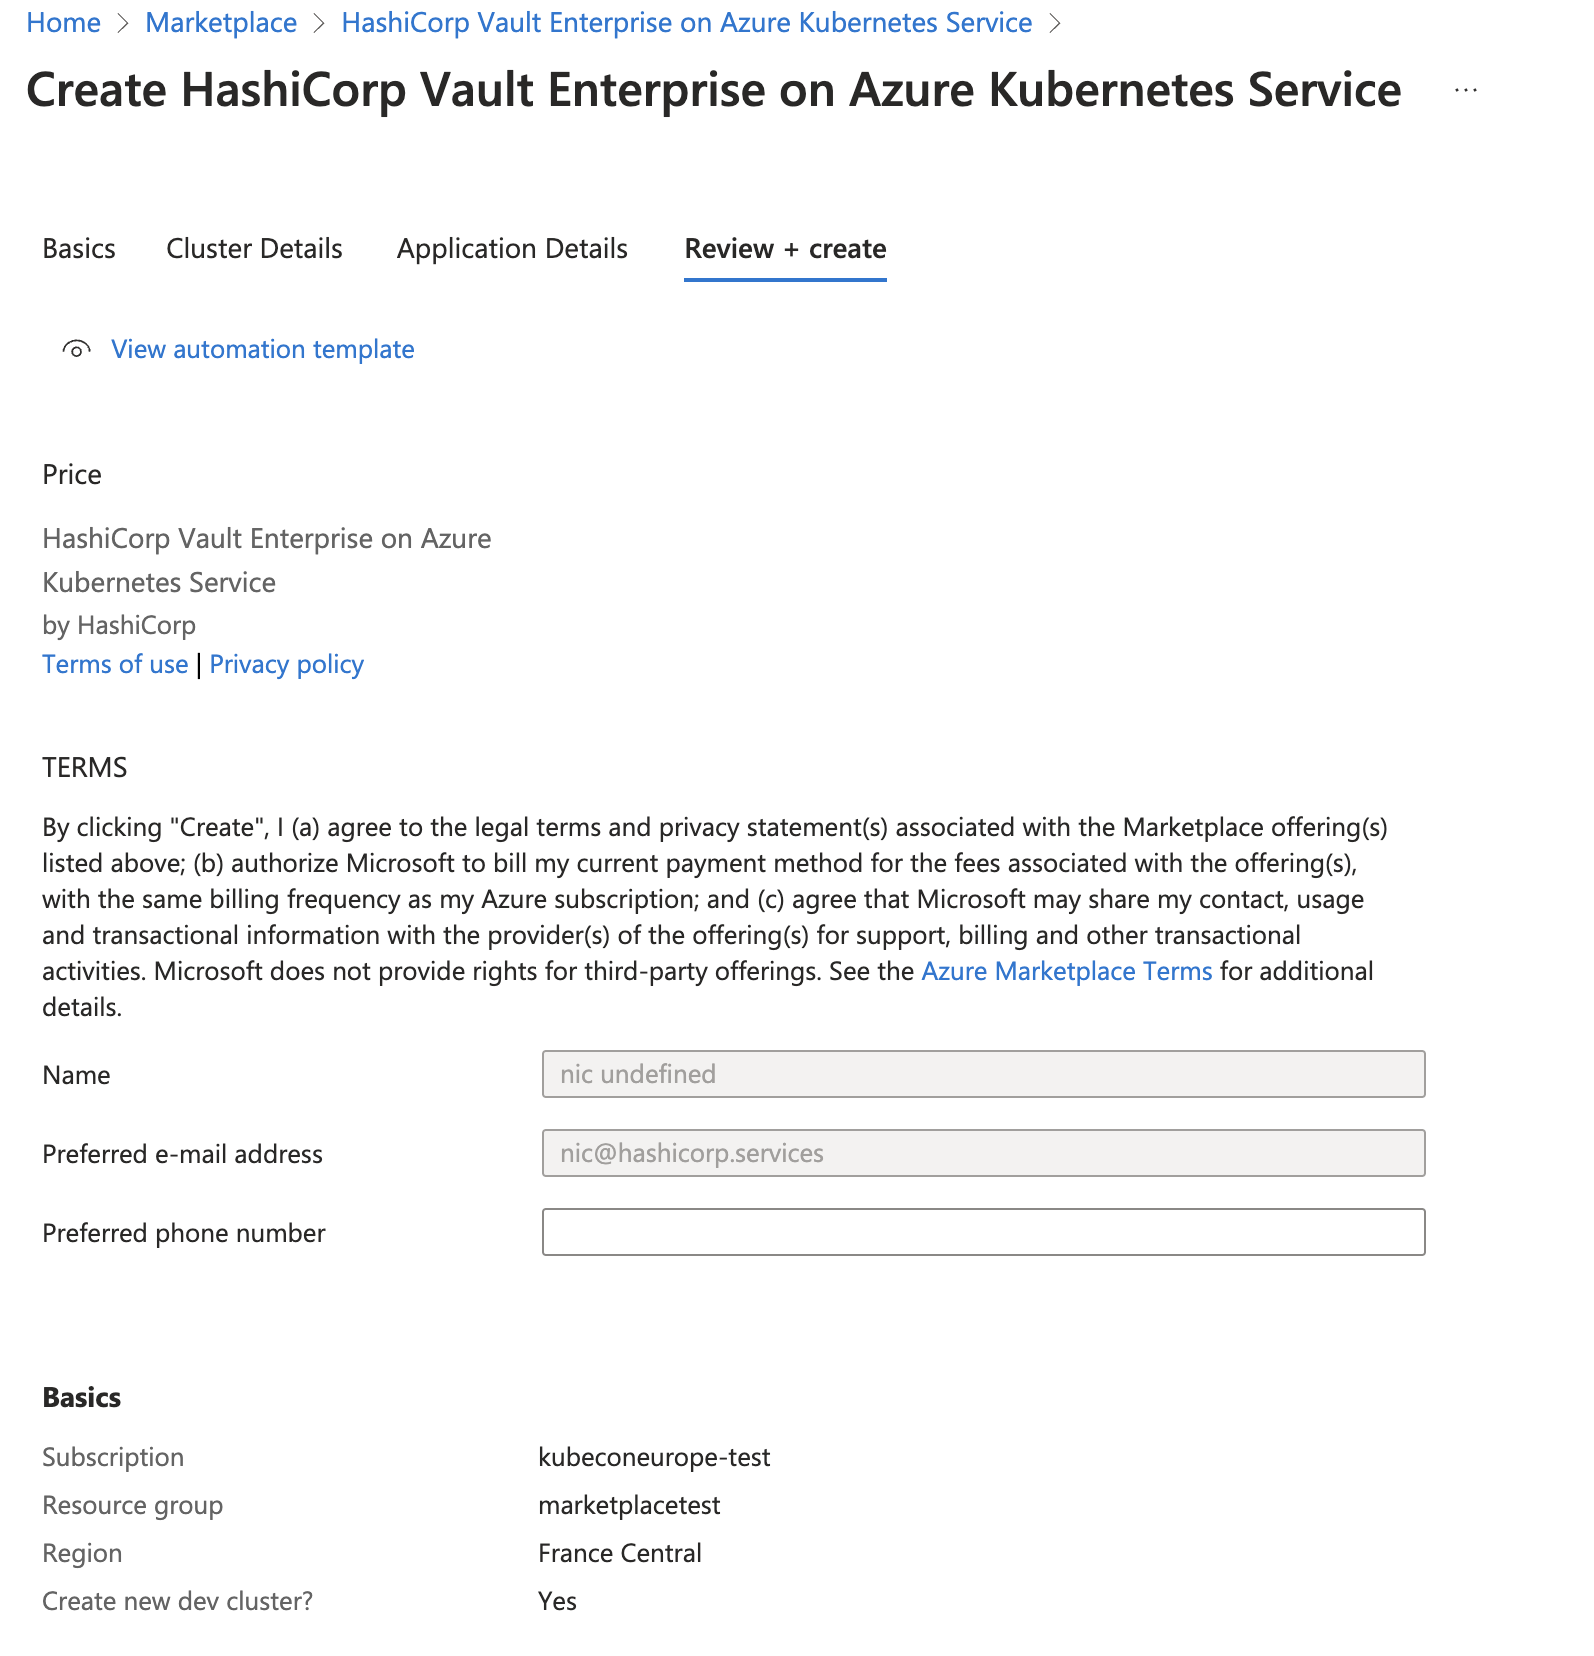 Home > Marketplace > HashiCorp Vault Enterprise on Azure Kubernetes Service >
Create HashiCorp Vault Enterprise on Azure Kubernetes Service ...
Basics Cluster Details Application Details Review + create
View automation template
Price
HashiCorp Vault Enterprise on Azure
Kubernetes Service
by HashiCorp
Terms of use | Privacy policy
TERMS
By clicking "Create", I (a) agree to the legal terms and privacy statement(s) associated with the Marketplace offering(s)
listed above; (b) authorize Microsoft to bill my current payment method for the fees associated with the offering(s),
with the same billing frequency as my Azure subscription; and (c) agree that Microsoft may share my contact, usage
and transactional information with the provider(s) of the offering(s) for support, billing and other transactional
activities. Microsoft does not provide rights for third-party offerings. See the Azure Marketplace Terms for additional
details.
Name nic undefined
Preferred e-mail address nic@hashicorp.services
Preferred phone number
Basics
Subscription kubeconeurope-test
Resource group marketplacetest
Region France Central
Create new dev cluster? Yes